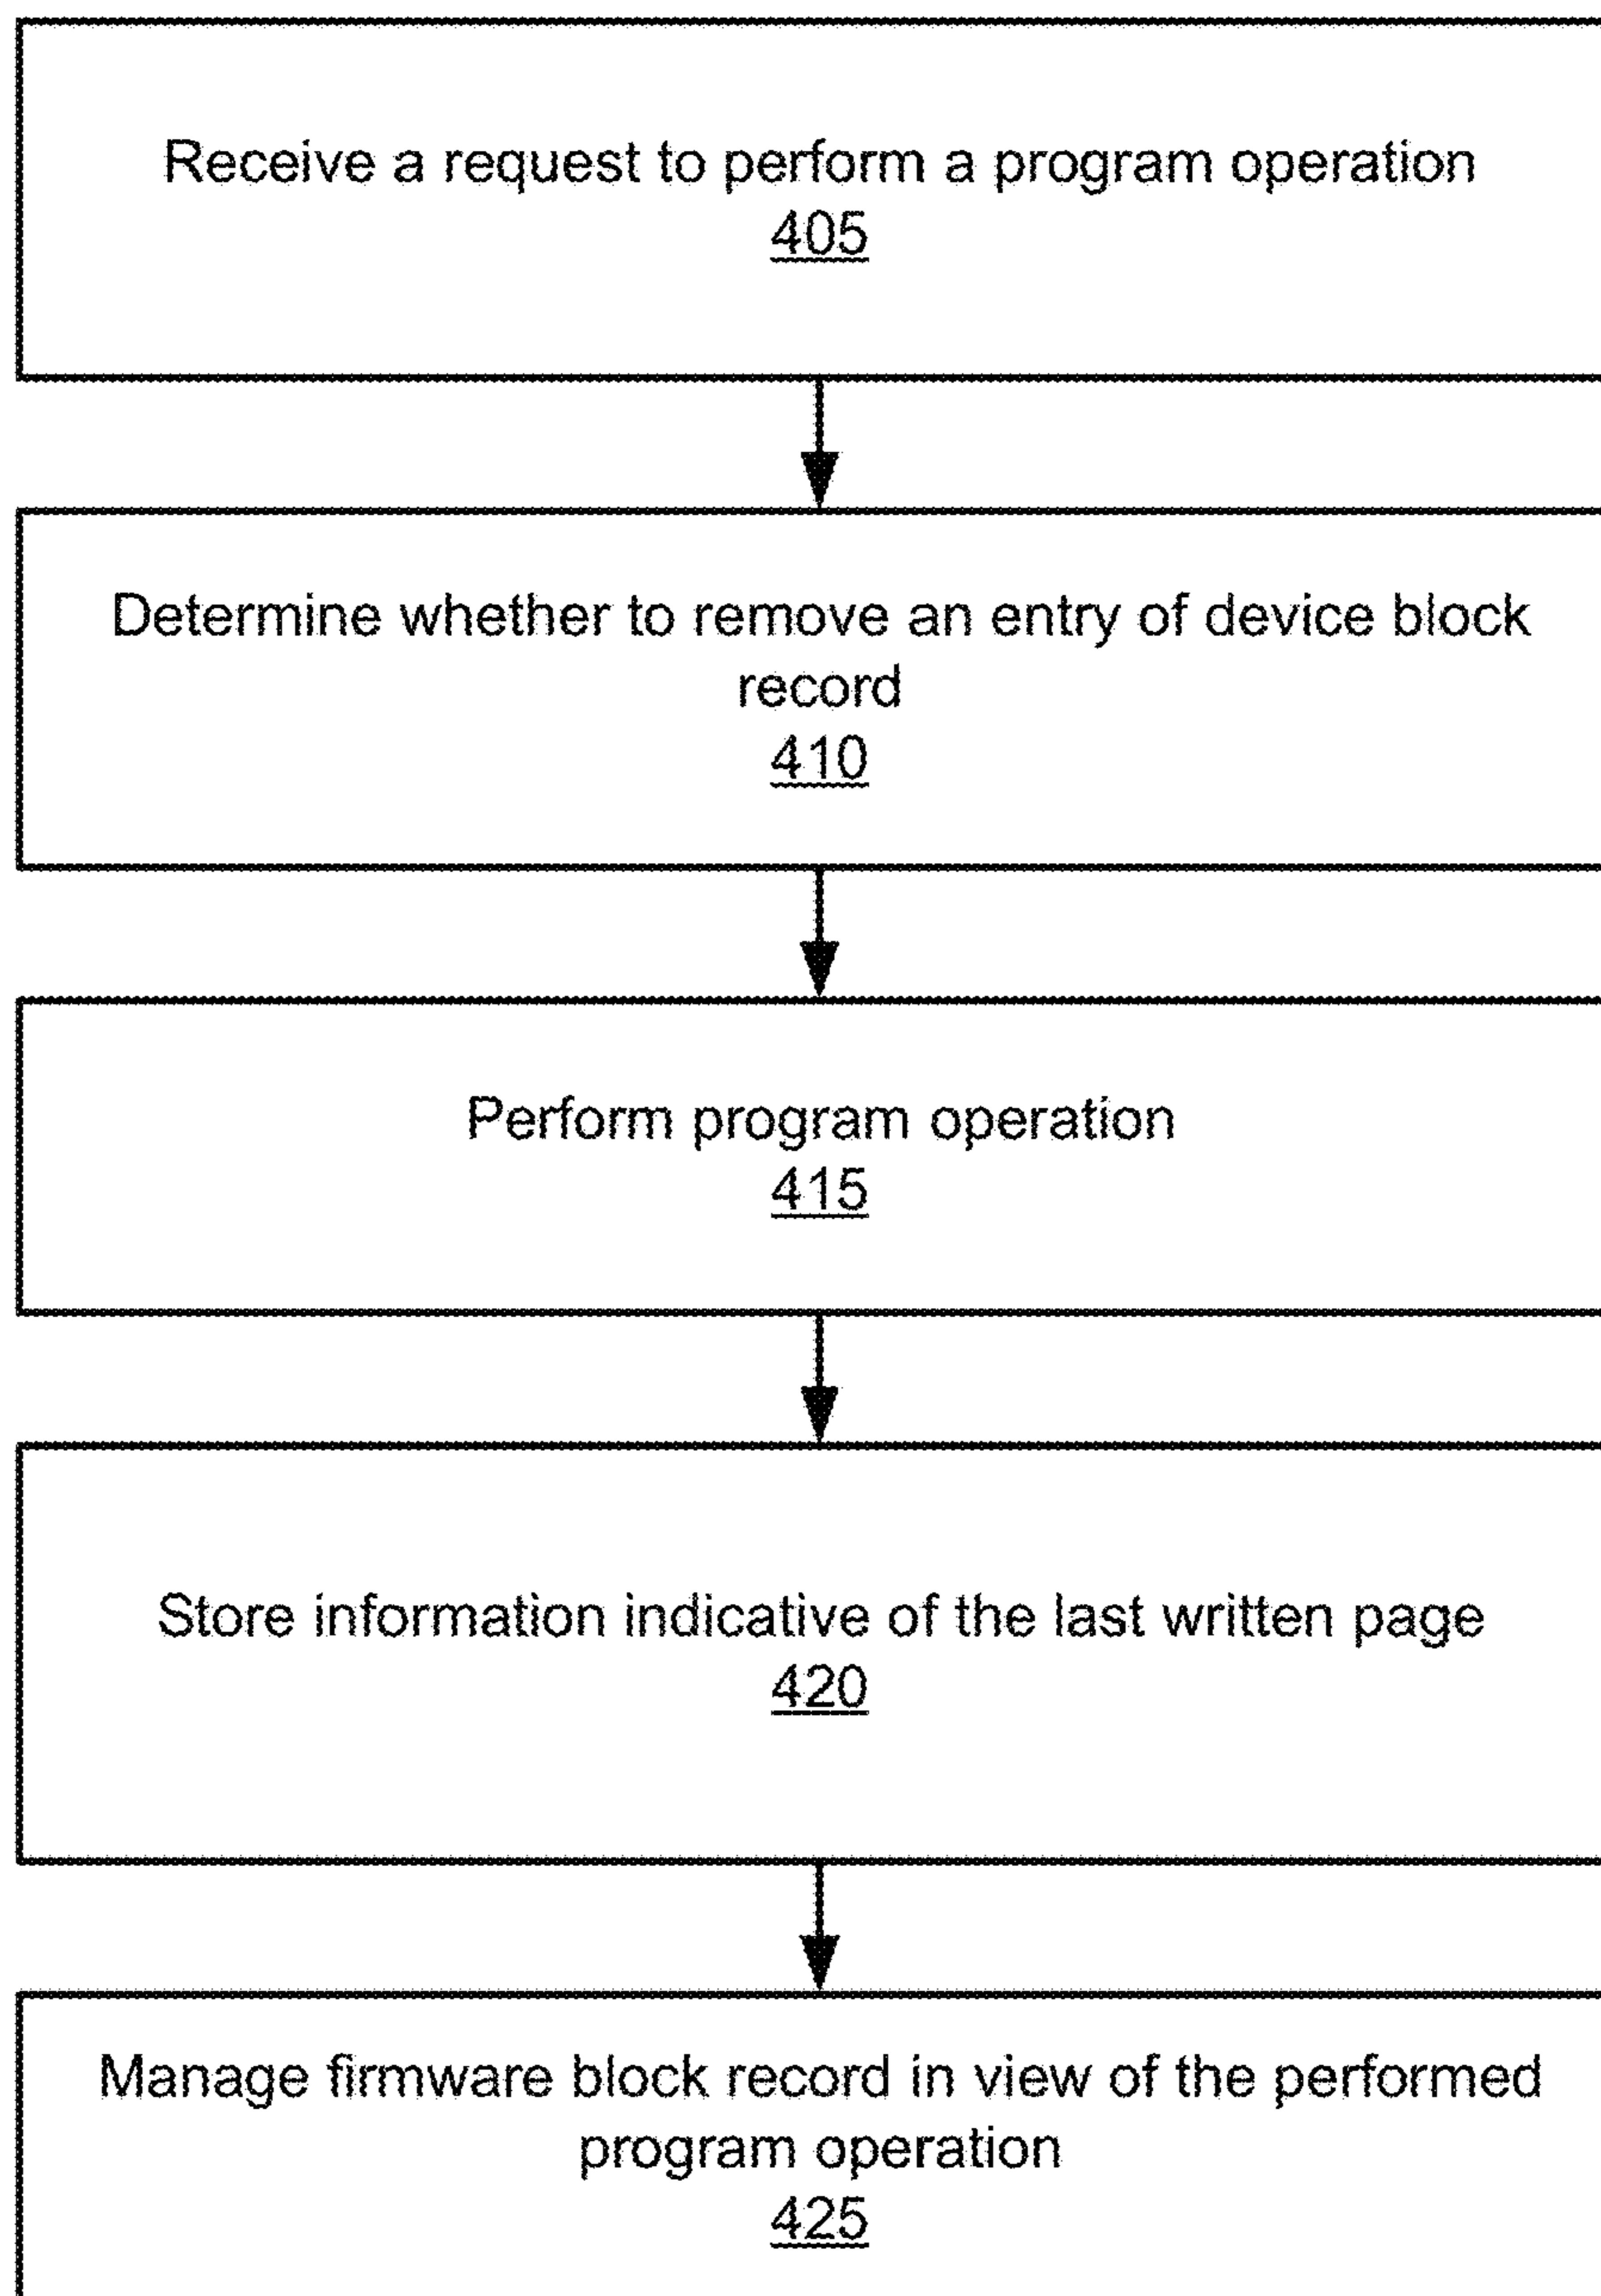 Receive a request to perform a program operation
405
Determine whether to remove an entry of device block
record
410
Perform program operation
415
Store information indicative of the last written page
420
Manage firmware block record in view of the performed
program operation
425